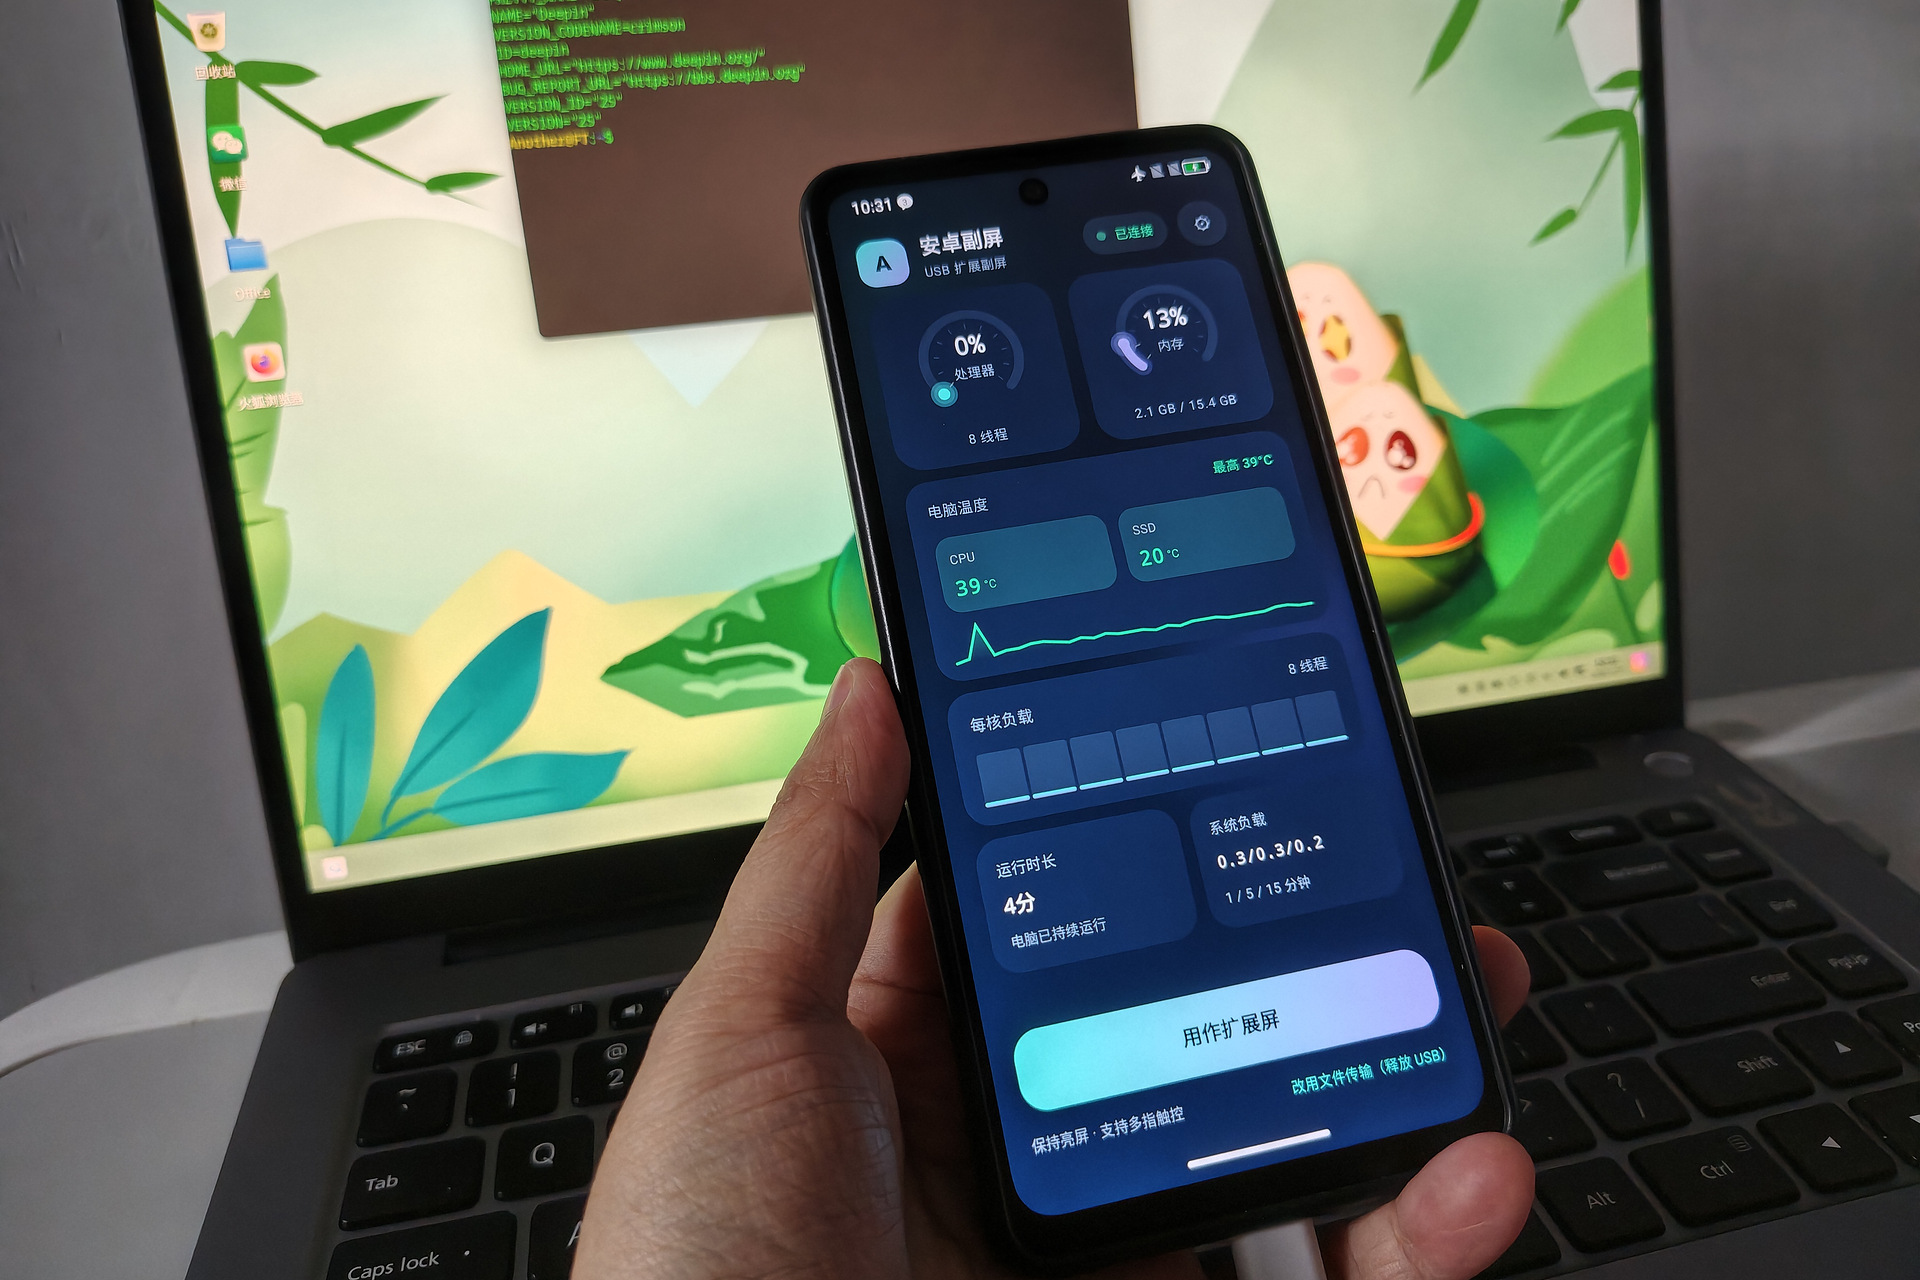 回收站
微信
Office
火狐浏览器
NAME="Deepin"
VERSION_CODENAME=crimson
ID=deepin
HOME_URL="https://www.deepin.org/"
BUG_REPORT_URL="https://bbs.deepin.org"
VERSION_ID="25"
VERSION="25"
10:31
A
安卓副屏
USB 扩展副屏
已连接
0%
处理器
8 线程
13%
内存
2.1 GB / 15.4 GB
电脑温度
最高 39°C
CPU
39 °C
SSD
20 °C
每核负载
8 线程
运行时长
4分
电脑已持续运行
系统负载
0.3/0.3/0.2
1 / 5 / 15 分钟
用作扩展屏
改用文件传输（释放 USB）
保持亮屏 · 支持多指触控
ESC
! 1
@ 2
Tab
Q
Caps lock
A
Enter
PgUp
Shift
?
Ctrl
Alt